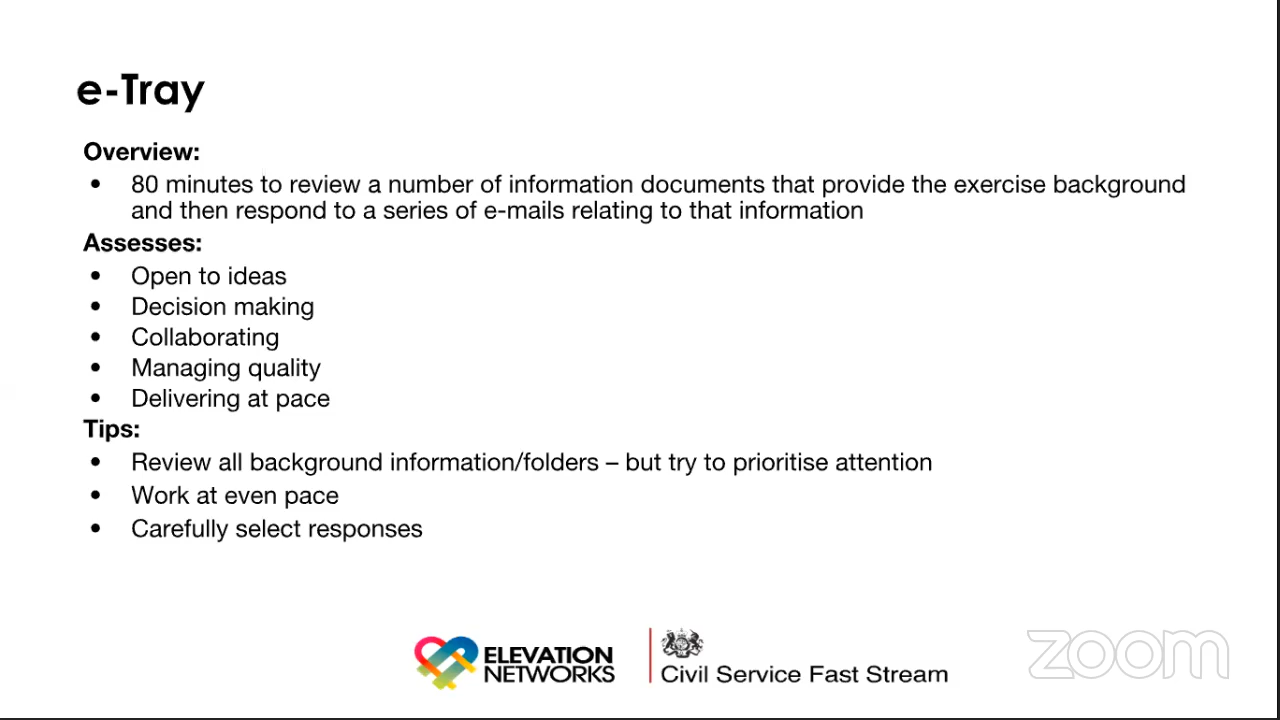 e-Tray
Overview:
• 80 minutes to review a number of information documents that provide the exercise background
and then respond to a series of e-mails relating to that information
Assesses:
• Open to ideas
• Decision making
• Collaborating
• Managing quality
• Delivering at pace
Tips:
• Review all background information/folders – but try to prioritise attention
• Work at even pace
• Carefully select responses
ELEVATION
NETWORKS
Civil Service Fast Stream
zoom